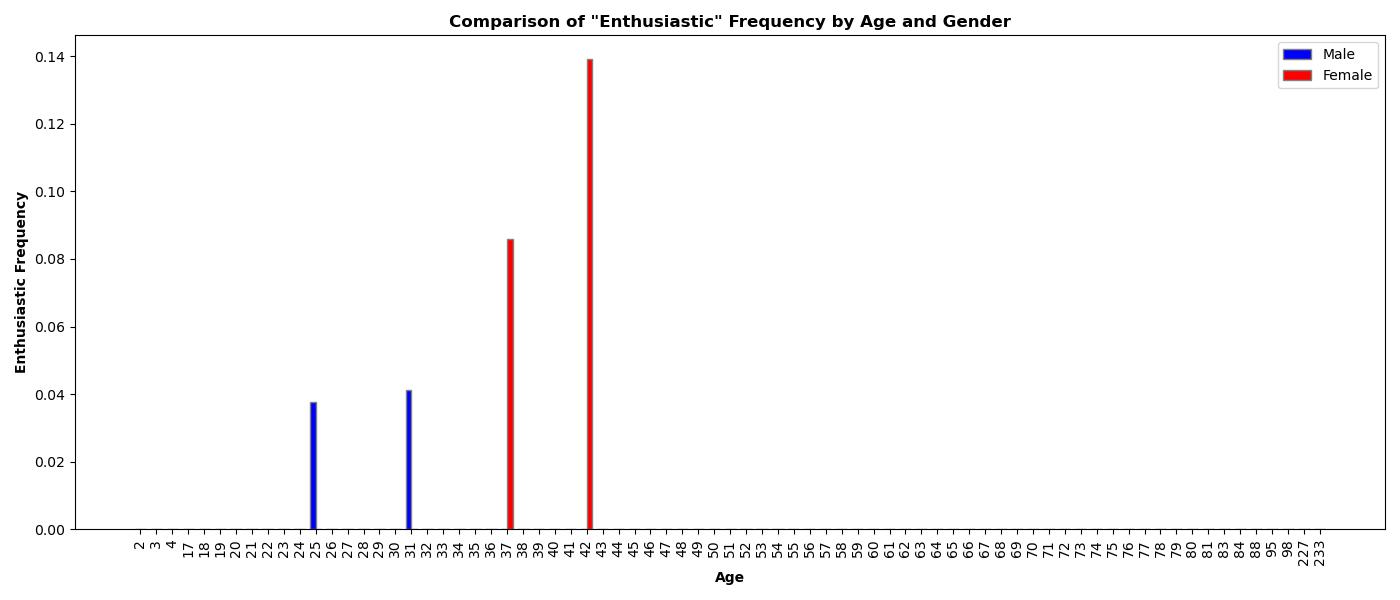 Comparison of "Enthusiastic" Frequency by Age and Gender
Male
Female
Enthusiastic Frequency
0.14
0.12
0.10
0.08
0.06
0.04
0.02
0.00
2 3 4 17 18 19 20 21 22 23 24 25 26 27 28 29 30 31 32 33 34 35 36 37 38 39 40 41 42 43 44 45 46 47 48 49 50 51 52 53 54 55 56 57 58 59 60 61 62 63 64 65 66 67 68 69 70 71 72 73 74 75 76 77 78 79 80 81 83 84 88 95 98 227 233
Age